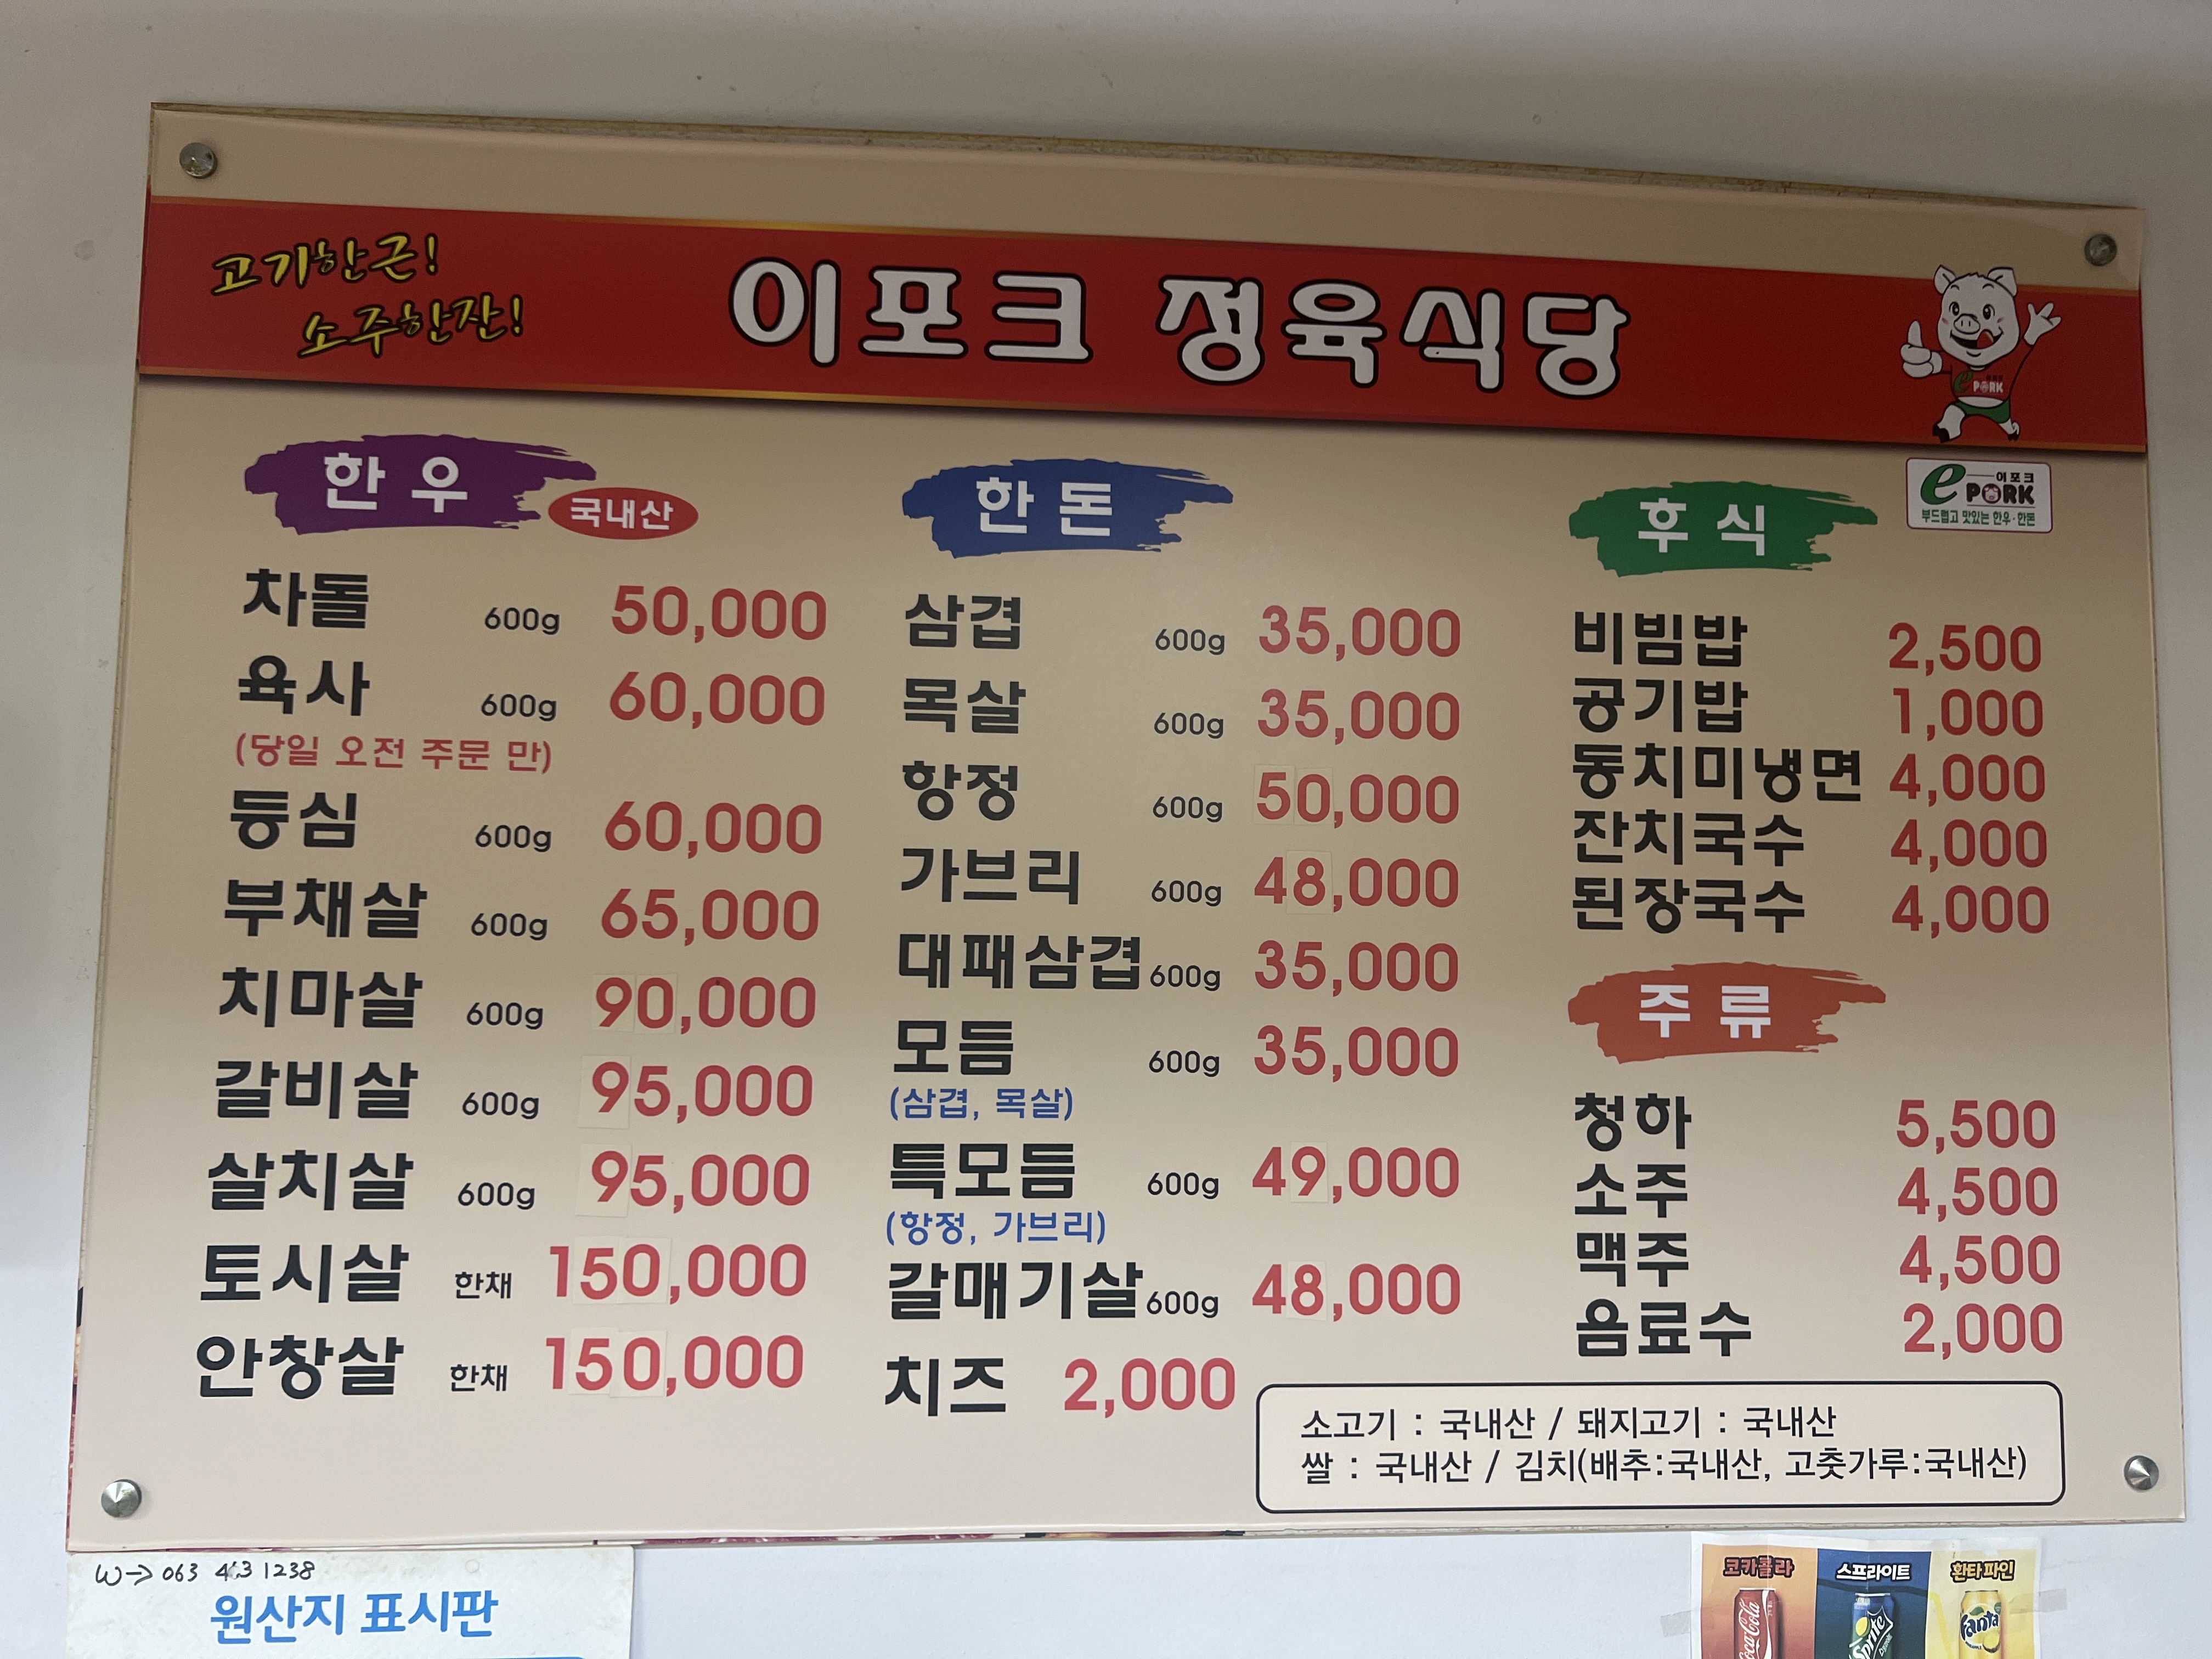 고기한근!
소주한잔!
이포크 정육식당
e PORK
e 이포크
PORK
부드럽고 맛있는 한우·한돈
한우 국내산
차돌 600g 50,000
육사 600g 60,000
(당일 오전 주문 만)
등심 600g 60,000
부채살 600g 65,000
치마살 600g 90,000
갈비살 600g 95,000
살치살 600g 95,000
토시살 한채 150,000
안창살 한채 150,000
한돈
삼겹 600g 35,000
목살 600g 35,000
항정 600g 50,000
가브리 600g 48,000
대패삼겹 600g 35,000
모듬 600g 35,000
(삼겹, 목살)
특모듬 600g 49,000
(항정, 가브리)
갈매기살 600g 48,000
치즈 2,000
후식
비빔밥 2,500
공기밥 1,000
동치미냉면 4,000
잔치국수 4,000
된장국수 4,000
주류
청하 5,500
소주 4,500
맥주 4,500
음료수 2,000
소고기 : 국내산 / 돼지고기 : 국내산
쌀 : 국내산 / 김치(배추:국내산, 고춧가루:국내산)
W→ 063 463 1238
원산지 표시판
코카콜라 스프라이트 환타파인
Coca-Cola Sprite Fanta